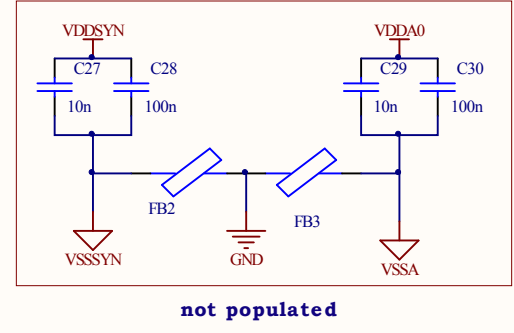 VDDSYN VDDA0
C27 C28 C29 C30
10n 100n 10n 100n
FB2 FB3
VSSSYN GND VSSA
not populated